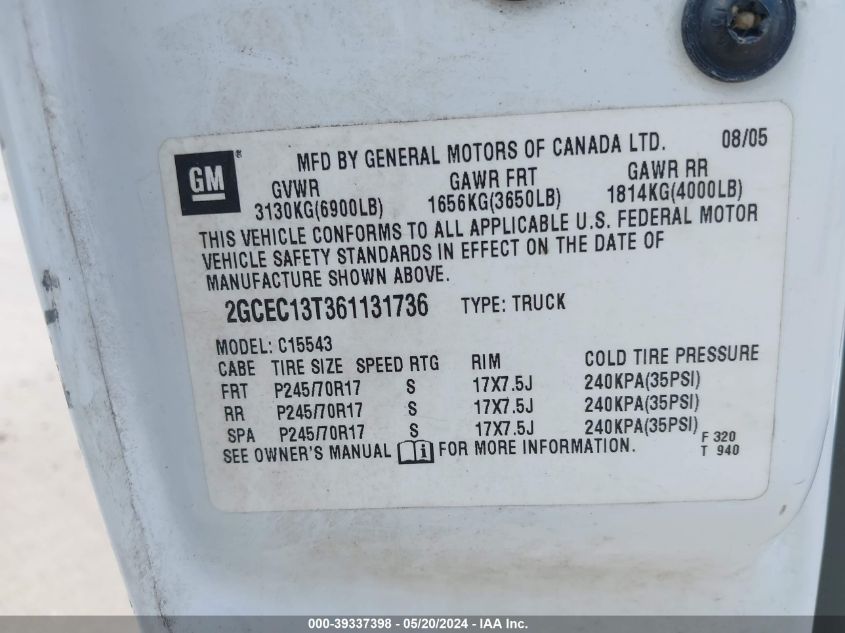 GM ® MFD BY GENERAL MOTORS OF CANADA LTD. 08/05
GVWR GAWR FRT GAWR RR
3130KG(6900LB) 1656KG(3650LB) 1814KG(4000LB)
THIS VEHICLE CONFORMS TO ALL APPLICABLE U.S. FEDERAL MOTOR
VEHICLE SAFETY STANDARDS IN EFFECT ON THE DATE OF
MANUFACTURE SHOWN ABOVE.
2GCEC13T361131736 TYPE: TRUCK
MODEL: C15543
CABE TIRE SIZE SPEED RTG RIM COLD TIRE PRESSURE
FRT P245/70R17 S 17X7.5J 240KPA(35PSI)
RR P245/70R17 S 17X7.5J 240KPA(35PSI)
SPA P245/70R17 S 17X7.5J 240KPA(35PSI) F 320
SEE OWNER'S MANUAL i FOR MORE INFORMATION. T 940
000-39337398 - 05/20/2024 - IAA Inc.